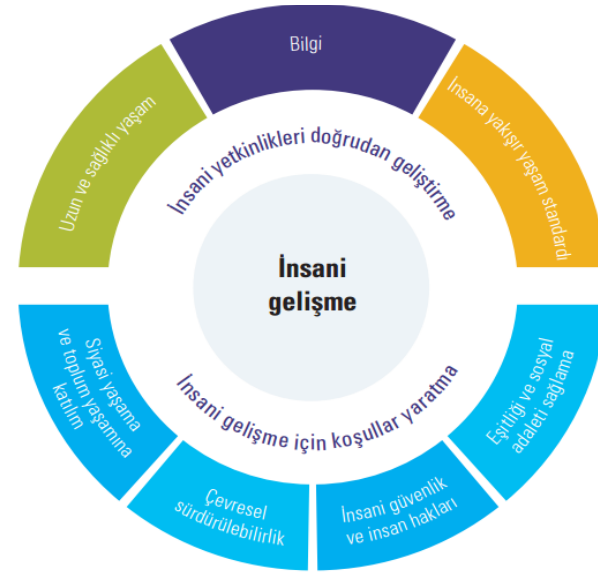 Bilgi
Uzun ve sağlıklı yaşam
İnsana yakışır yaşam standardı
İnsani yetkinlikleri doğrudan geliştirme
İnsani
gelişme
İnsani gelişme için koşullar yaratma
Siyasi yaşama
ve toplum yaşamına
katılım
Çevresel
sürdürülebilirlik
İnsani güvenlik
ve insan hakları
Eşitliği ve sosyal
adaleti sağlama